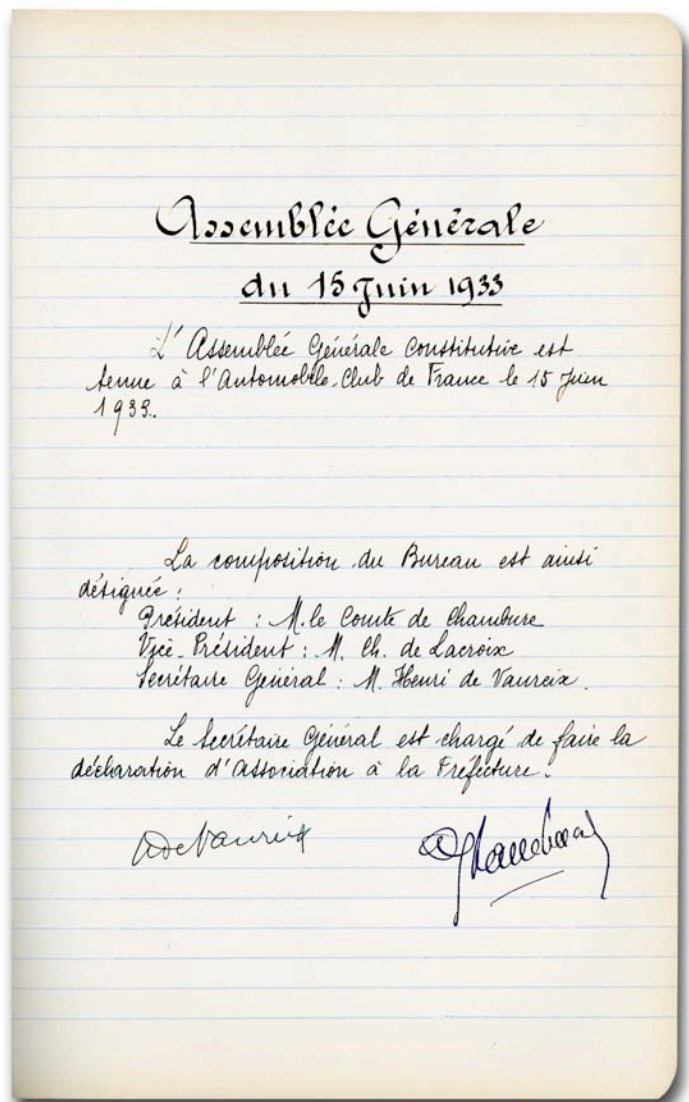 Assemblée Générale
du 15 Juin 1933
L'Assemblée Générale Constitutive est
tenue à l'Automobile-Club de France le 15 Juin
1933.
La composition du Bureau est ainsi
désignée :
Président : M. le Comte de Chambure
Vice-Président : M. Ch. de Lacroix
Secrétaire Général : M. Henri de Vaureix.
Le Secrétaire Général est chargé de faire la
déclaration d'Association à la Préfecture.